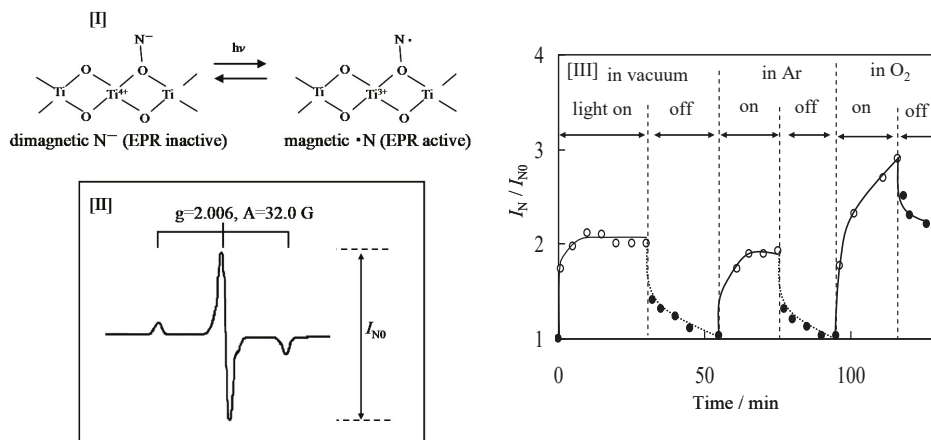 [I]
N⁻
N •
hν
O
O
O
O
Ti
Ti⁴⁺
Ti
Ti
Ti³⁺
Ti
O
O
O
O
dimagnetic N⁻ (EPR inactive)
magnetic •N (EPR active)
[II]
g=2.006, A=32.0 G
I_N0
[III]
in vacuum
in Ar
in O₂
light on
off
on
off
on
off
4
3
2
1
I_N / I_N0
0
50
100
Time / min